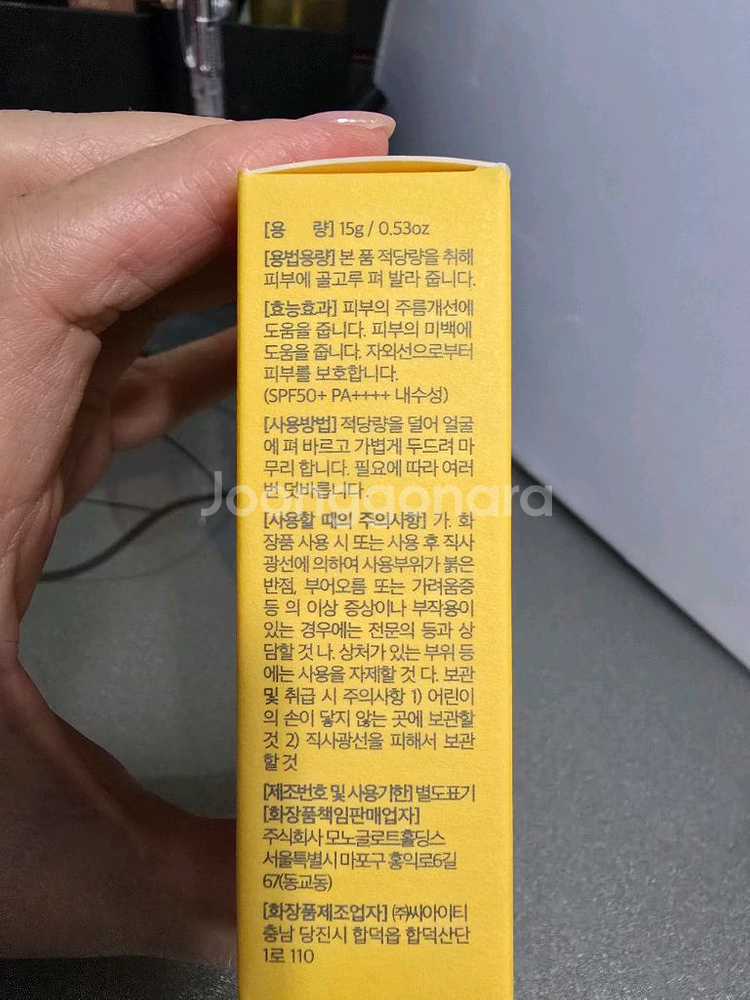 [용 량] 15g / 0.53oz
[용법용량] 본 품 적당량을 취해
피부에 골고루 펴 발라 줍니다.
[효능효과] 피부의 주름개선에
도움을 줍니다. 피부의 미백에
도움을 줍니다. 자외선으로부터
피부를 보호합니다.
(SPF50+ PA++++ 내수성)
[사용방법] 적당량을 덜어 얼굴
에 펴 바르고 가볍게 두드려 마
무리 합니다. 필요에 따라 여러
번 덧바릅니다.
Joonggonara
[사용할 때의 주의사항] 가. 화
장품 사용 시 또는 사용 후 직사
광선에 의하여 사용부위가 붉은
반점, 부어오름 또는 가려움증
등 의 이상 증상이나 부작용이
있는 경우에는 전문의 등과 상
담할 것 나. 상처가 있는 부위 등
에는 사용을 자제할 것 다. 보관
및 취급 시 주의사항 1) 어린이
의 손이 닿지 않는 곳에 보관할
것 2) 직사광선을 피해서 보관
할 것
[제조번호 및 사용기한] 별도표기
[화장품책임판매업자]
주식회사 모노글로트홀딩스
서울특별시 마포구 홍익로6길
67(동교동)
[화장품제조업자] ㈜씨아이티
충남 당진시 합덕읍 합덕산단
1로 110